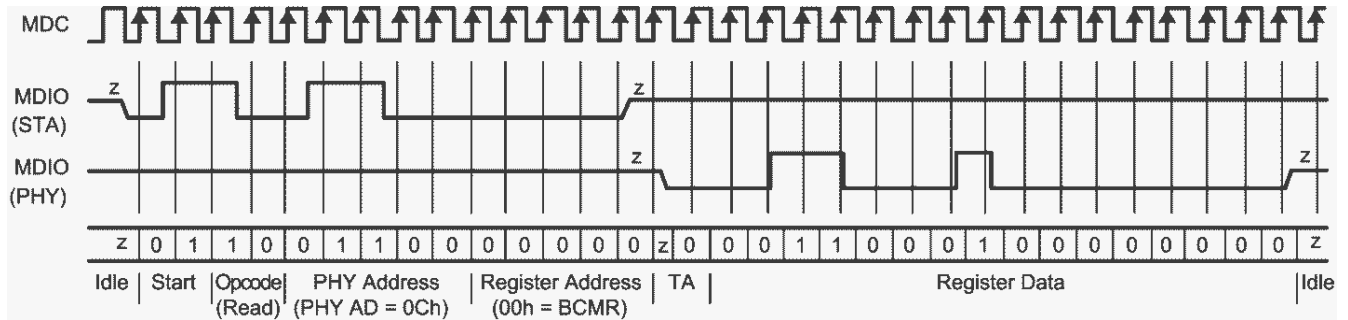 MDC
z z
MDIO
(STA)
z z
MDIO
(PHY)
z 0 1 1 0 0 1 1 0 0 0 0 0 0 0 z 0 0 0 1 1 0 0 0 1 0 0 0 0 0 0 0 0 z
Idle Start Opcode PHY Address Register Address TA Register Data Idle
(Read) (PHY AD = 0Ch) (00h = BCMR)